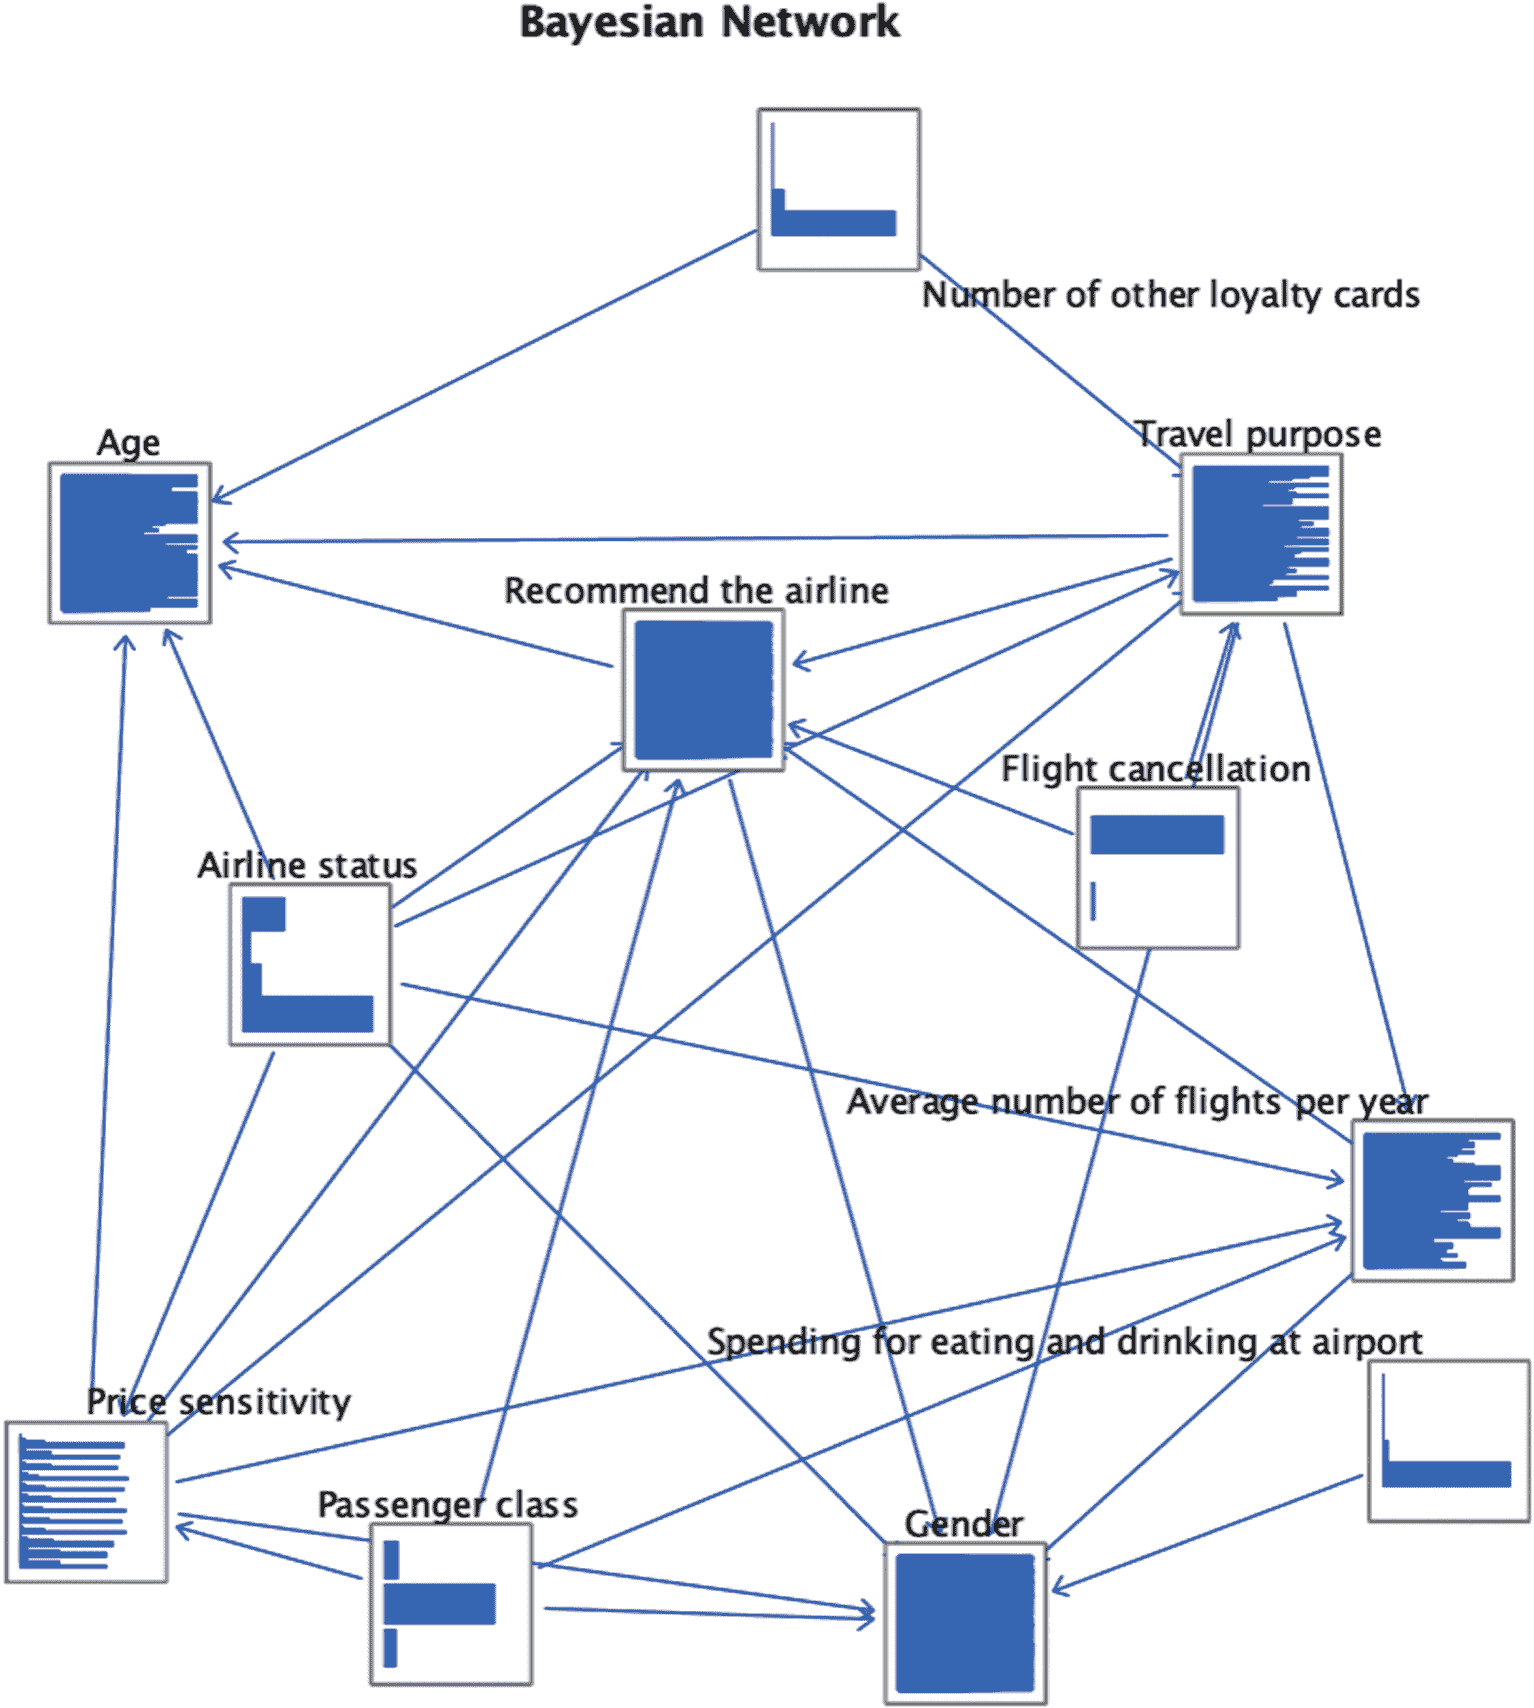 Bayesian Network
Number of other loyalty cards
Age
Travel purpose
Recommend the airline
Flight cancellation
Airline status
Average number of flights per year
Spending for eating and drinking at airport
Price sensitivity
Passenger class
Gender